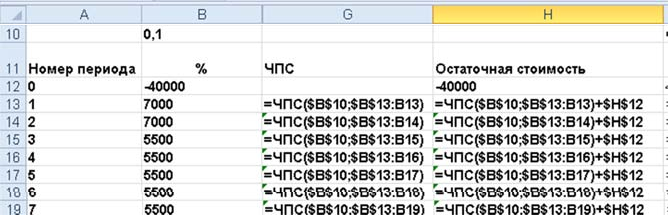 A B G H
10 0,1
11 Номер периода % ЧПС Остаточная стоимость
12 0 -40000 -40000
13 1 7000 =ЧПС($B$10;$B$13:B13) =ЧПС($B$10;$B$13:B13)+$H$12
14 2 7000 =ЧПС($B$10;$B$13:B14) =ЧПС($B$10;$B$13:B14)+$H$12
15 3 5500 =ЧПС($B$10;$B$13:B15) =ЧПС($B$10;$B$13:B15)+$H$12
16 4 5500 =ЧПС($B$10;$B$13:B16) =ЧПС($B$10;$B$13:B16)+$H$12
17 5 5500 =ЧПС($B$10;$B$13:B17) =ЧПС($B$10;$B$13:B17)+$H$12
18 6 5500 =ЧПС($B$10;$B$13:B18) =ЧПС($B$10;$B$13:B18)+$H$12
19 7 5500 =ЧПС($B$10;$B$13:B19) =ЧПС($B$10;$B$13:B19)+$H$12